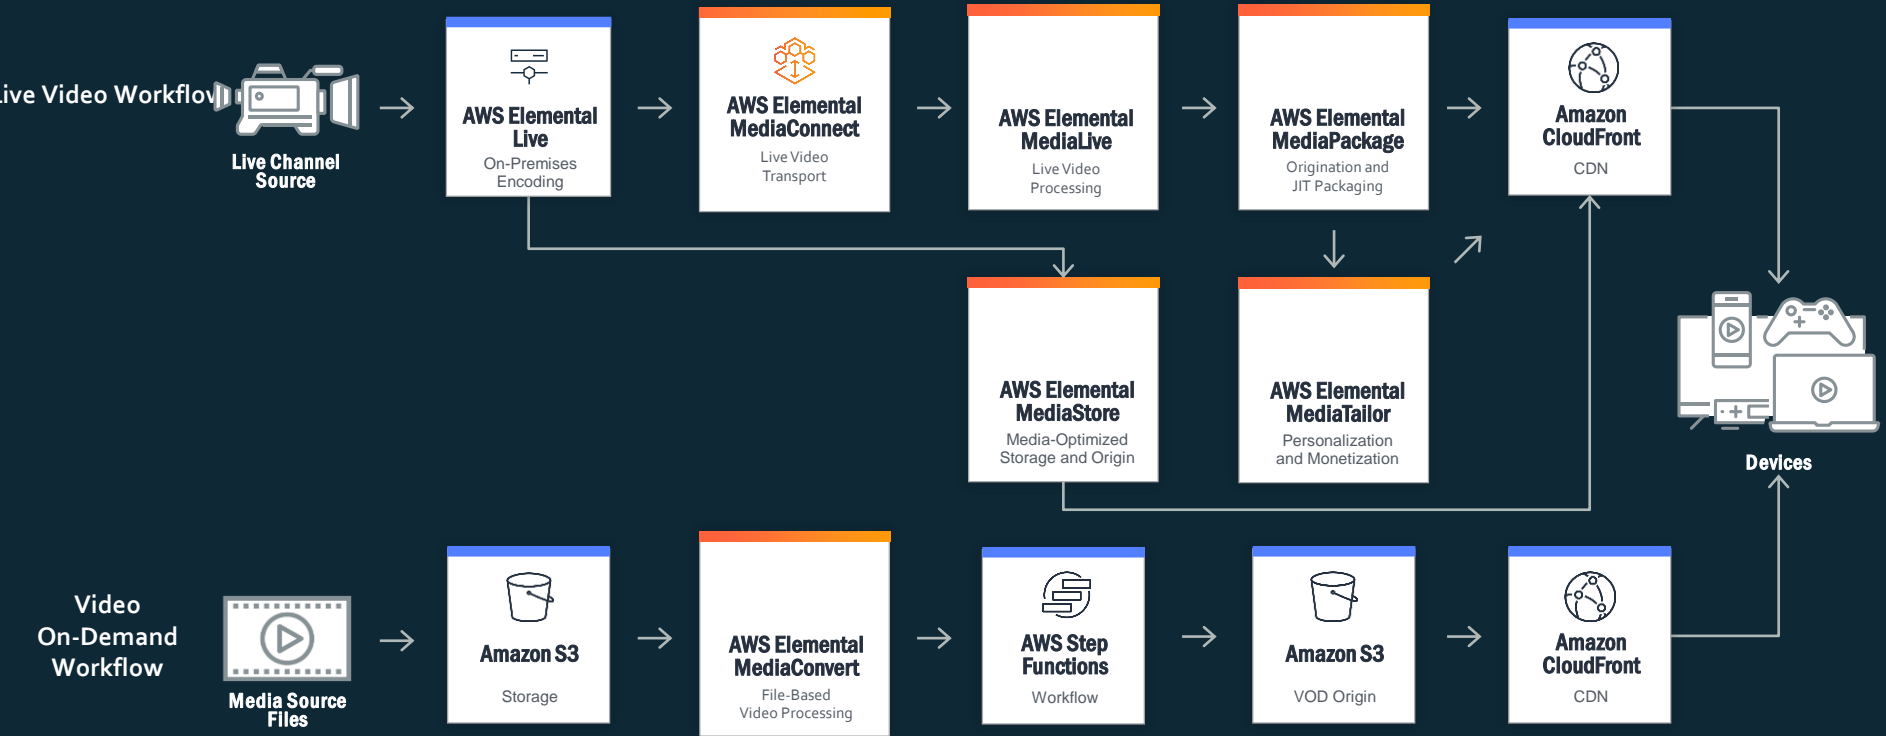 Live Video Workflow
Live Channel
Source
AWS Elemental
Live
On-Premises
Encoding
AWS Elemental
MediaConnect
Live Video
Transport
AWS Elemental
MediaLive
Live Video
Processing
AWS Elemental
MediaPackage
Origination and
JIT Packaging
Amazon
CloudFront
CDN
AWS Elemental
MediaStore
Media-Optimized
Storage and Origin
AWS Elemental
MediaTailor
Personalization
and Monetization
Devices
Video
On-Demand
Workflow
Media Source
Files
Amazon S3
Storage
AWS Elemental
MediaConvert
File-Based
Video Processing
AWS Step
Functions
Workflow
Amazon S3
VOD Origin
Amazon
CloudFront
CDN